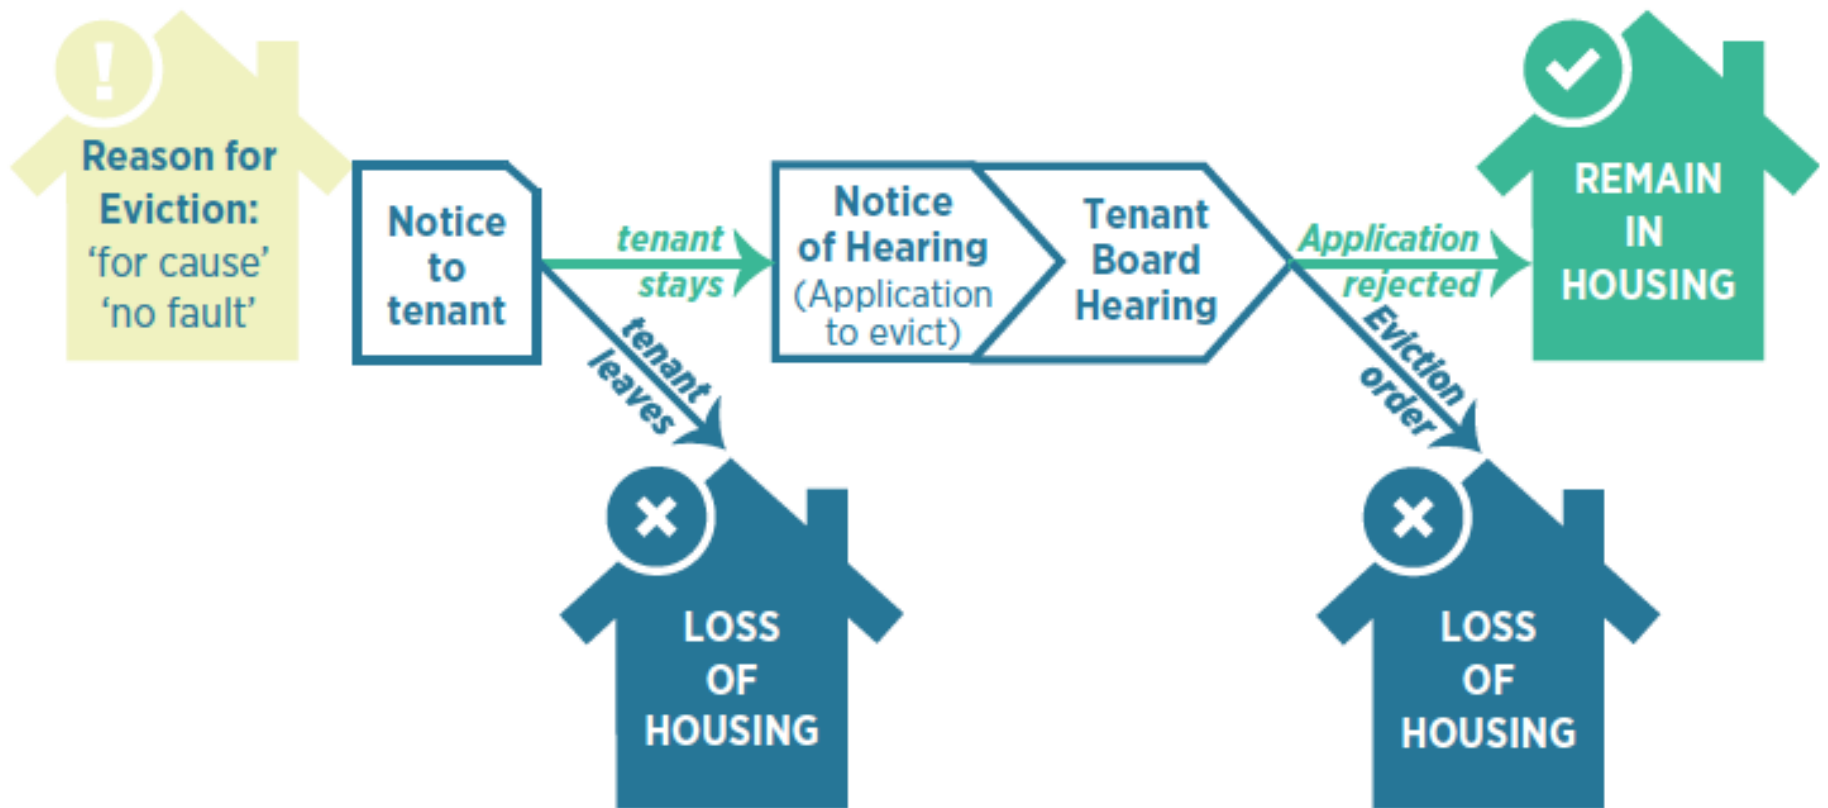 !
Reason for
Eviction:
‘for cause’
‘no fault’
Notice
to
tenant
tenant
stays
tenant
leaves
Notice
of Hearing
(Application
to evict)
Tenant
Board
Hearing
Application
rejected
Eviction
order
REMAIN
IN
HOUSING
LOSS
OF
HOUSING
LOSS
OF
HOUSING